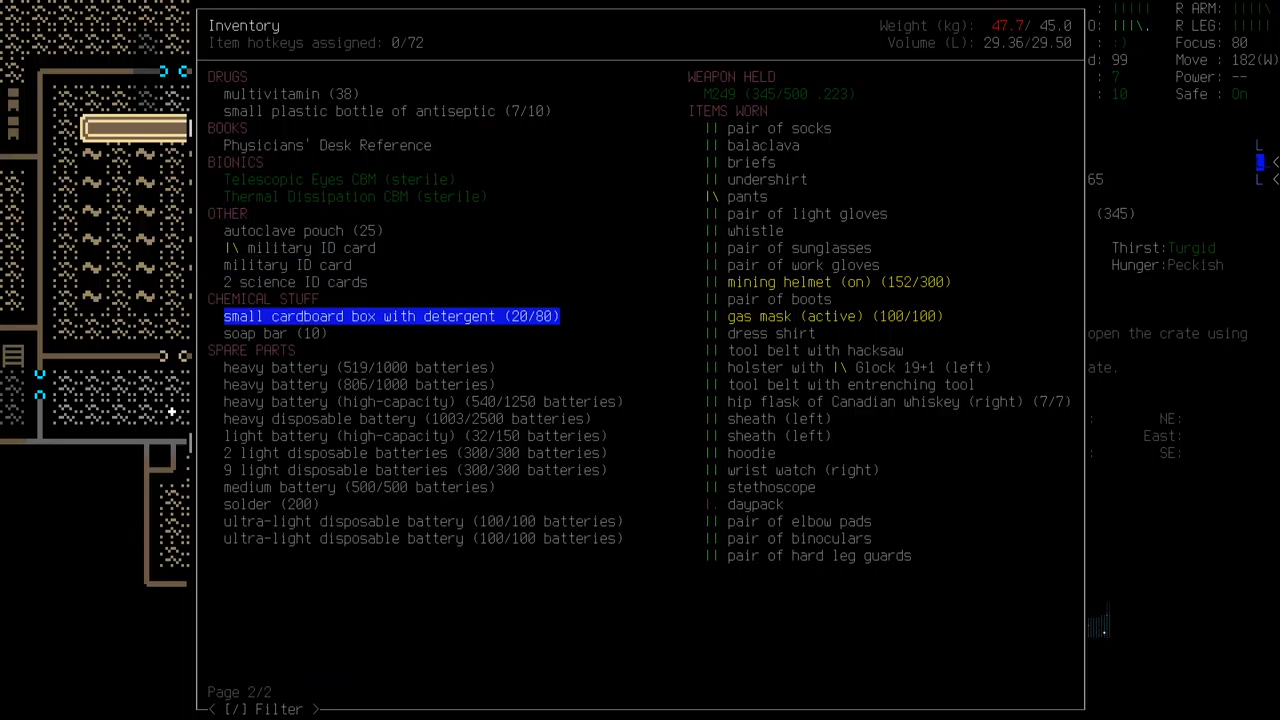 Inventory
Item hotkeys assigned: 0/72
Weight (kg): 47.7/ 45.0
Volume (L): 29.36/29.50
DRUGS
multivitamin (38)
small plastic bottle of antiseptic (7/10)
BOOKS
Physicians' Desk Reference
BIONICS
Telescopic Eyes CBM (sterile)
Thermal Dissipation CBM (sterile)
OTHER
autoclave pouch (25)
|\ military ID card
military ID card
2 science ID cards
CHEMICAL STUFF
small cardboard box with detergent (20/80)
soap bar (10)
SPARE PARTS
heavy battery (519/1000 batteries)
heavy battery (806/1000 batteries)
heavy battery (high-capacity) (540/1250 batteries)
heavy disposable battery (1003/2500 batteries)
light battery (high-capacity) (32/150 batteries)
2 light disposable batteries (300/300 batteries)
9 light disposable batteries (300/300 batteries)
medium battery (500/500 batteries)
solder (200)
ultra-light disposable battery (100/100 batteries)
ultra-light disposable battery (100/100 batteries)
WEAPON HELD
M249 (345/500 .223)
ITEMS WORN
|| pair of socks
|| balaclava
|| briefs
|| undershirt
|\ pants
|| pair of light gloves
|| whistle
|| pair of sunglasses
|| pair of work gloves
|| mining helmet (on) (152/300)
|| pair of boots
|| gas mask (active) (100/100)
|| dress shirt
|| tool belt with hacksaw
|| holster with |\ Glock 19+1 (left)
|| tool belt with entrenching tool
|| hip flask of Canadian whiskey (right) (7/7)
|| sheath (left)
|| sheath (left)
|| hoodie
|| wrist watch (right)
|| stethoscope
|. daypack
|| pair of elbow pads
|| pair of binoculars
|| pair of hard leg guards
Page 2/2
< [/] Filter >
: ||||| R ARM: ||||\
O: |||\. R LEG: |||||
: :) Focus: 80
d: 99 Move : 182(W)
: 7 Power: --
: 10 Safe : On
L
L <
65 L <
(345)
Thirst:Turgid
Hunger:Peckish
open the crate using
ate.
: NE:
East:
: SE: